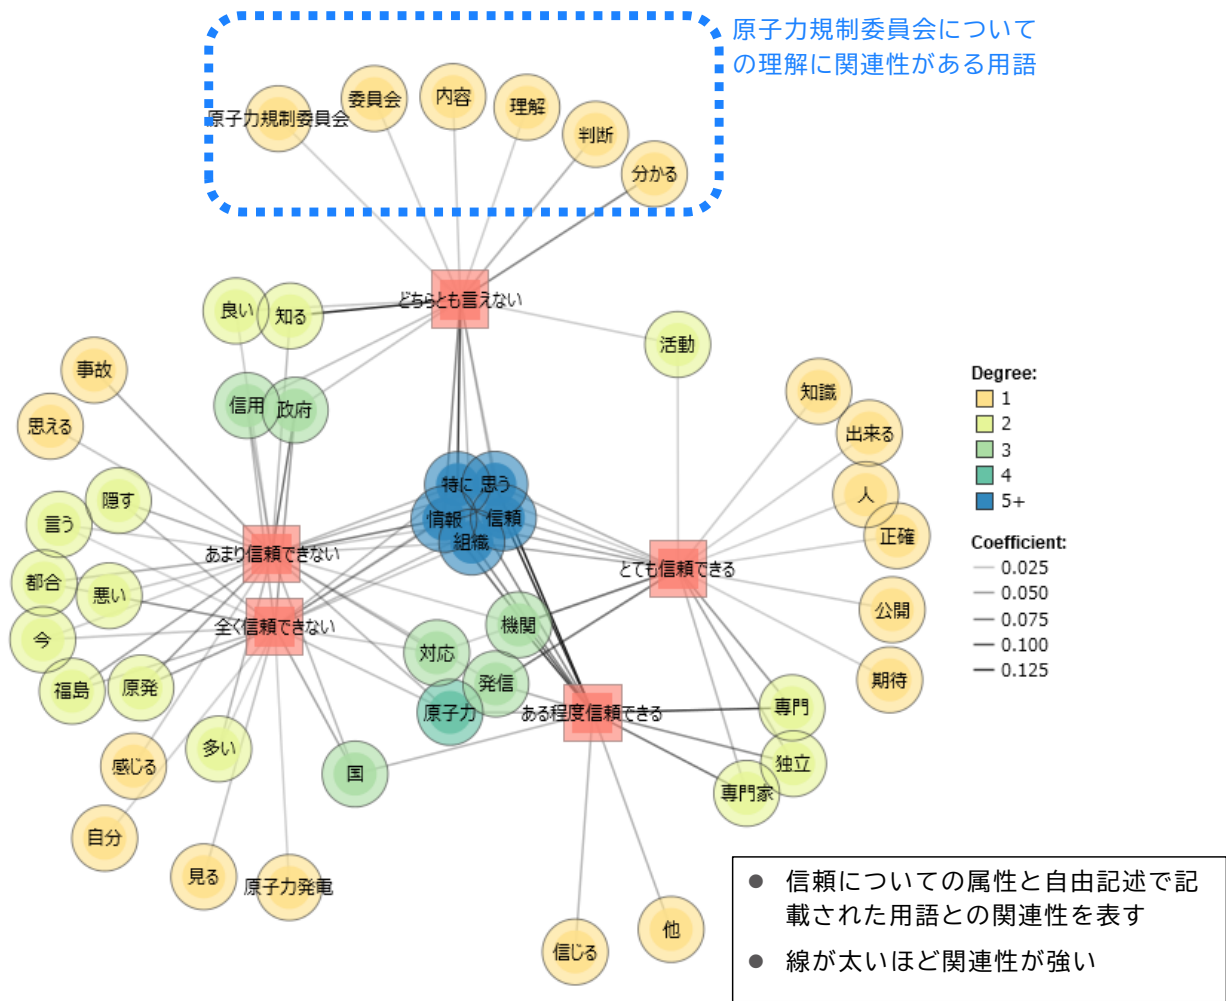 原子力規制委員会について
の理解に関連性がある用語
原子力規制委員会
委員会
内容
理解
判断
分かる
どちらとも言えない
良い
知る
活動
事故
信用
政府
思える
知識
出来る
人
正確
公開
期待
Degree:
1
2
3
4
5+
Coefficient:
0.025
0.050
0.075
0.100
0.125
隠す
言う
特に
思う
情報
信頼
組織
あまり信頼できない
とても信頼できる
都合
悪い
全く信頼できない
今
機関
対応
発信
原子力
ある程度信頼できる
福島
原発
専門
独立
専門家
多い
感じる
国
自分
見る
原子力発電
信じる
他
● 信頼についての属性と自由記述で記
載された用語との関連性を表す
● 線が太いほど関連性が強い